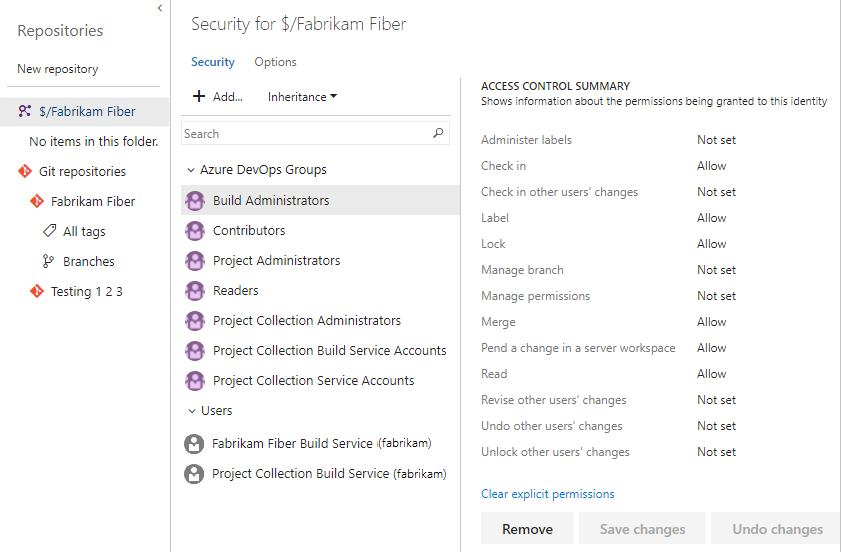 Repositories
New repository
$/Fabrikam Fiber
No items in this folder.
Git repositories
Fabrikam Fiber
All tags
Branches
Testing 1 2 3
Security for $/Fabrikam Fiber
Security Options
Add... Inheritance
Search
Azure DevOps Groups
Build Administrators
Contributors
Project Administrators
Readers
Project Collection Administrators
Project Collection Build Service Accounts
Project Collection Service Accounts
Users
Fabrikam Fiber Build Service (fabrikam)
Project Collection Build Service (fabrikam)
ACCESS CONTROL SUMMARY
Shows information about the permissions being granted to this identity
Administer labels Not set
Check in Allow
Check in other users' changes Not set
Label Allow
Lock Allow
Manage branch Not set
Manage permissions Not set
Merge Allow
Pend a change in a server workspace Allow
Read Allow
Revise other users' changes Not set
Undo other users' changes Not set
Unlock other users' changes Not set
Clear explicit permissions
Remove Save changes Undo changes